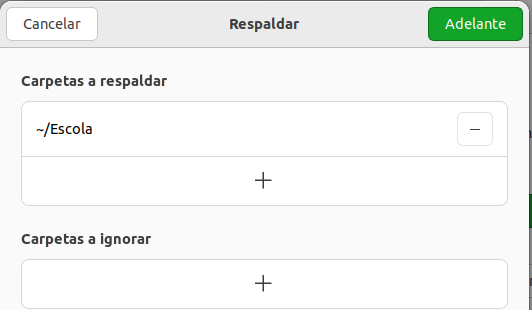 Cancelar Respaldar Adelante
Carpetas a respaldar
~/Escola
Carpetas a ignorar